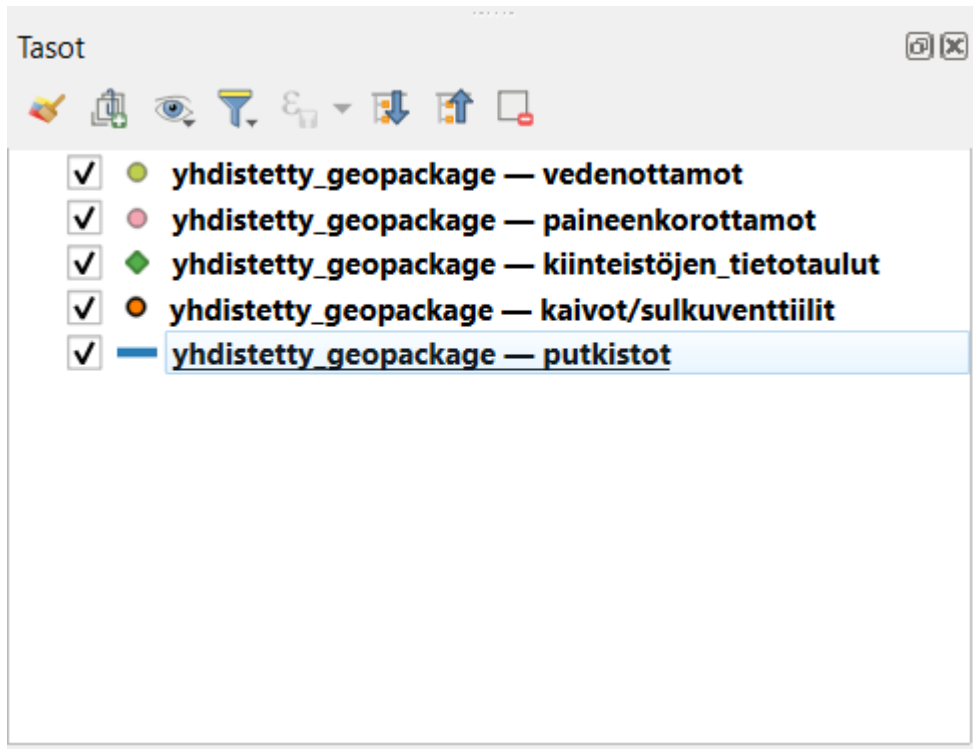 Tasot
yhdistetty_geopackage — vedenottamot
yhdistetty_geopackage — paineenkorottamot
yhdistetty_geopackage — kiinteistöjen_tietotaulut
yhdistetty_geopackage — kaivot/sulkuventtiilit
yhdistetty_geopackage — putkistot